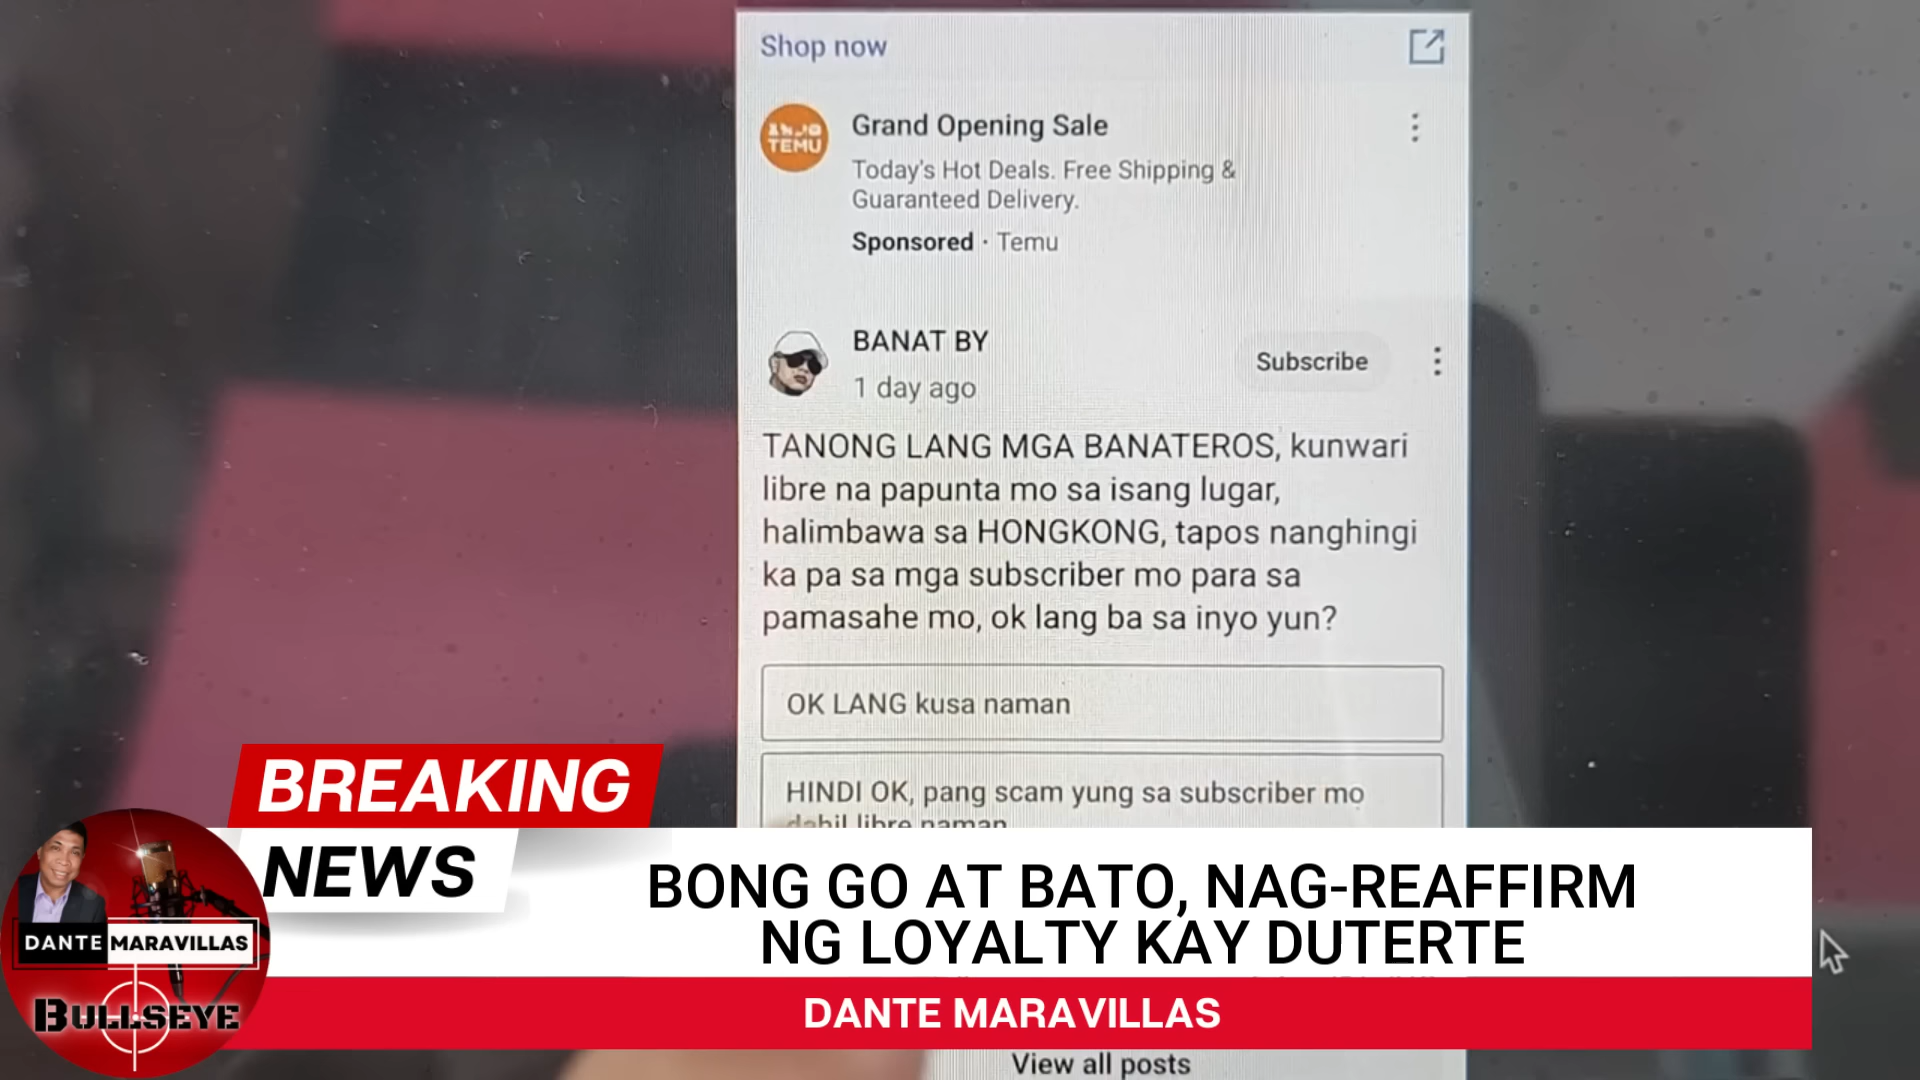 Shop now
TEMU
Grand Opening Sale
Today's Hot Deals. Free Shipping &
Guaranteed Delivery.
Sponsored · Temu
BANAT BY
1 day ago
Subscribe
TANONG LANG MGA BANATEROS, kunwari
libre na papunta mo sa isang lugar,
halimbawa sa HONGKONG, tapos nanghingi
ka pa sa mga subscriber mo para sa
pamasahe mo, ok lang ba sa inyo yun?
OK LANG kusa naman
HINDI OK, pang scam yung sa subscriber mo
dahil libre naman
BREAKING
NEWS
BONG GO AT BATO, NAG-REAFFIRM
NG LOYALTY KAY DUTERTE
DANTE MARAVILLAS
DANTE MARAVILLAS
BULLSEYE
View all posts